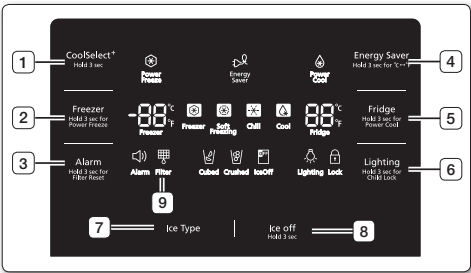 1
CoolSelect+
Hold 3 sec
Power
Freeze
Energy
Saver
Power
Cool
Energy Saver
Hold 3 sec for °C↔°F
4
2
Freezer
Hold 3 sec for
Power Freeze
-88 °C °F
Freezer
Freezer
Soft
Freezing
Chill
Cool
88 °C °F
Fridge
Fridge
Hold 3 sec for
Power Cool
5
3
Alarm
Hold 3 sec for
Filter Reset
Alarm
Filter
Cubed
Crushed
IceOff
Lighting
Lock
Lighting
Hold 3 sec for
Child Lock
6
9
7
Ice Type
Ice off
Hold 3 sec
8